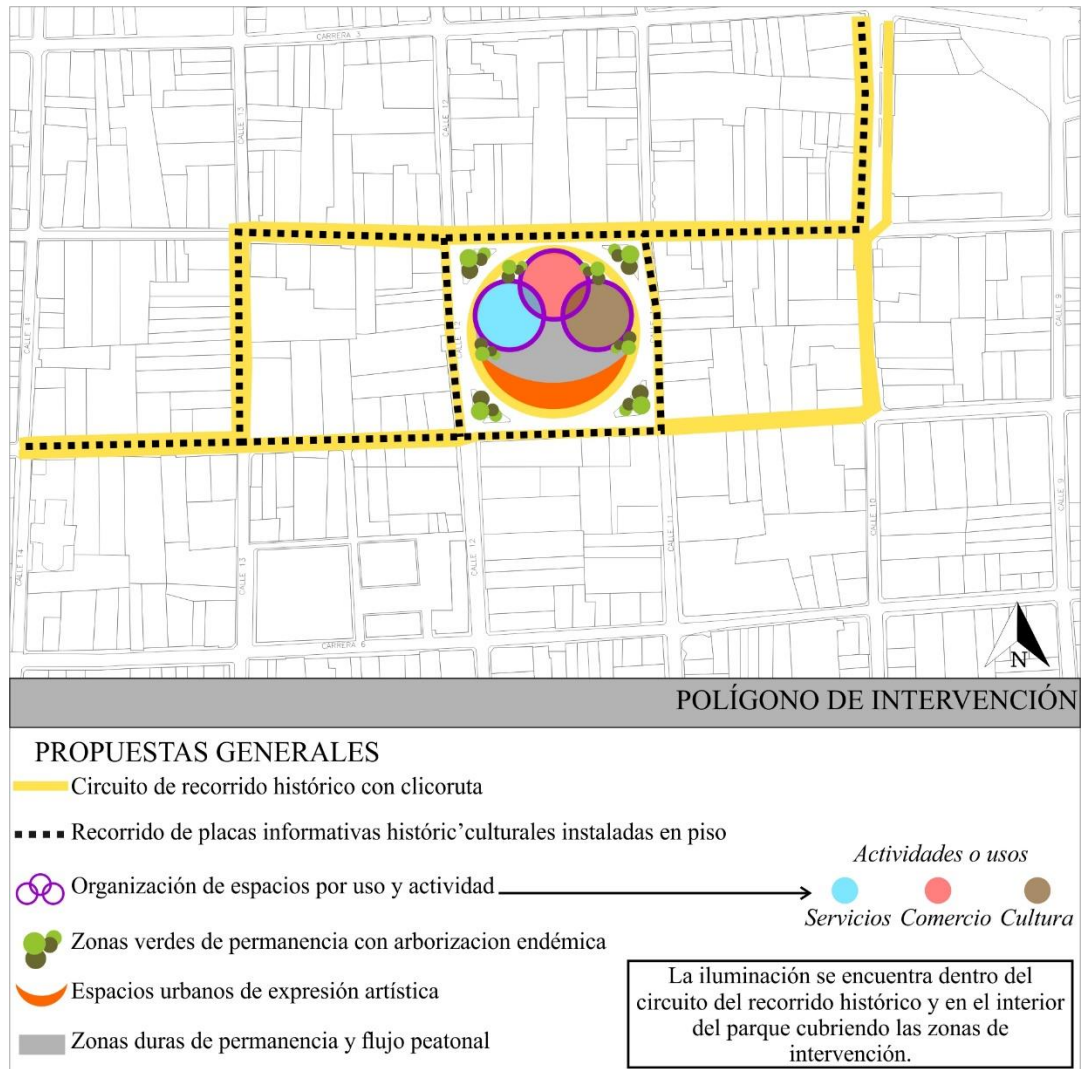 CARRERA 3
CALLE 13
CALLE 12
CALLE 14
CALLE 12
CALLE 11
CALLE 9
CALLE 14
CALLE 13
CALLE 12
CALLE 11
CALLE 10
CALLE 9
CARRERA 6
N
POLÍGONO DE INTERVENCIÓN
PROPUESTAS GENERALES
Circuito de recorrido histórico con clicoruta
Recorrido de placas informativas históric’culturales instaladas en piso
Organización de espacios por uso y actividad
Actividades o usos
Servicios Comercio Cultura
Zonas verdes de permanencia con arborizacion endémica
Espacios urbanos de expresión artística
Zonas duras de permanencia y flujo peatonal
La iluminación se encuentra dentro del
circuito del recorrido histórico y en el interior
del parque cubriendo las zonas de
intervención.